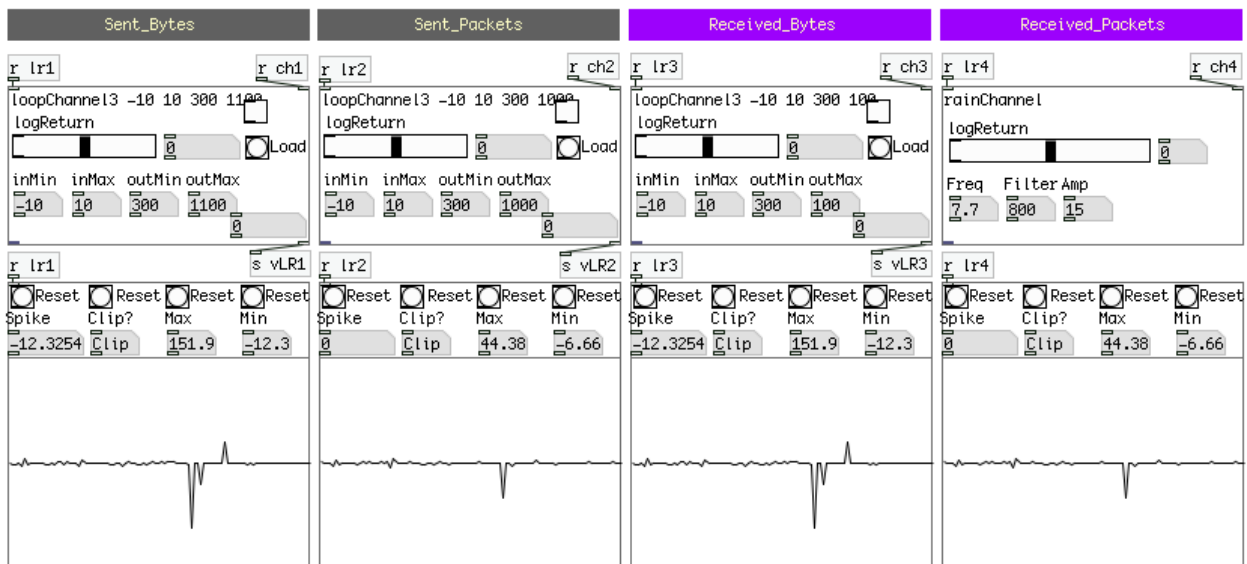 Sent_Bytes
Sent_Packets
Received_Bytes
Received_Packets
r lr1
r ch1
r lr2
r ch2
r lr3
r ch3
r lr4
r ch4
loopChannel3 -10 10 300 1100
logReturn
0
Load
inMin inMax outMin outMax
-10 10 300 1100
0
loopChannel3 -10 10 300 1000
logReturn
0
Load
inMin inMax outMin outMax
-10 10 300 1000
0
loopChannel3 -10 10 300 100
logReturn
0
Load
inMin inMax outMin outMax
-10 10 300 100
0
rainChannel
logReturn
0
Freq Filter Amp
7.7 800 15
r lr1
s vLR1
r lr2
s vLR2
r lr3
s vLR3
r lr4
Reset Reset Reset Reset
Spike Clip? Max Min
-12.3254 Clip 151.9 -12.3
Reset Reset Reset Reset
Spike Clip? Max Min
0 Clip 44.38 -6.66
Reset Reset Reset Reset
Spike Clip? Max Min
-12.3254 Clip 151.9 -12.3
Reset Reset Reset Reset
Spike Clip? Max Min
0 Clip 44.38 -6.66